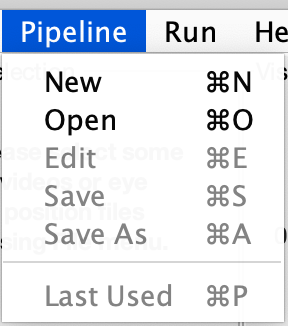 Pipeline Run He
New ⌘N
Open ⌘O
Edit ⌘E
Save ⌘S
Save As ⌘A
Last Used ⌘P